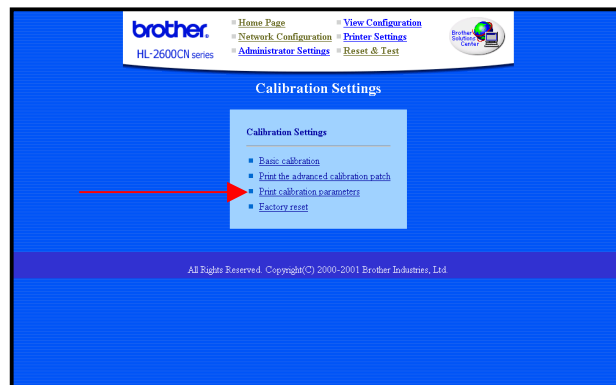 brother.
HL-2600CN series
Home Page
View Configuration
Network Configuration
Printer Settings
Administrator Settings
Reset & Test
Brother
Solutions
Center
Calibration Settings
Calibration Settings
Basic calibration
Print the advanced calibration patch
Print calibration parameters
Factory reset
All Rights Reserved. Copyright(C) 2000-2001 Brother Industries, Ltd.